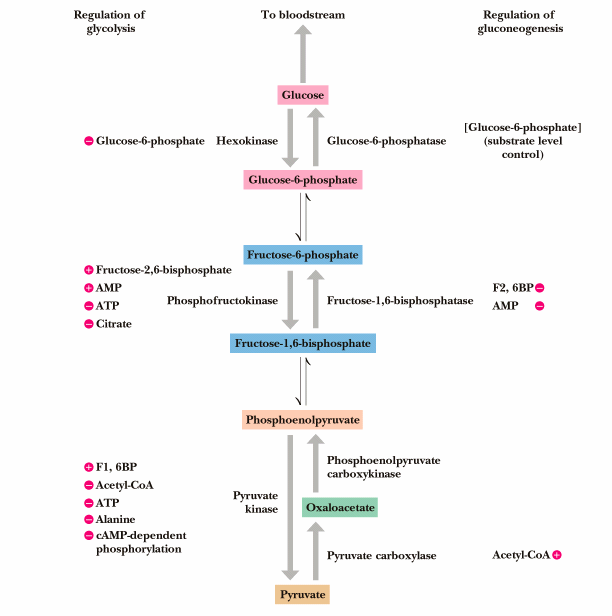 Regulation of
glycolysis
To bloodstream
Regulation of
gluconeogenesis
Glucose
− Glucose-6-phosphate
Hexokinase
Glucose-6-phosphatase
[Glucose-6-phosphate]
(substrate level
control)
Glucose-6-phosphate
Fructose-6-phosphate
+ Fructose-2,6-bisphosphate
+ AMP
− ATP
− Citrate
Phosphofructokinase
Fructose-1,6-bisphosphatase
F2, 6BP −
AMP −
Fructose-1,6-bisphosphate
Phosphoenolpyruvate
+ F1, 6BP
− Acetyl-CoA
− ATP
− Alanine
− cAMP-dependent
phosphorylation
Pyruvate
kinase
Phosphoenolpyruvate
carboxykinase
Oxaloacetate
Pyruvate carboxylase
Acetyl-CoA +
Pyruvate